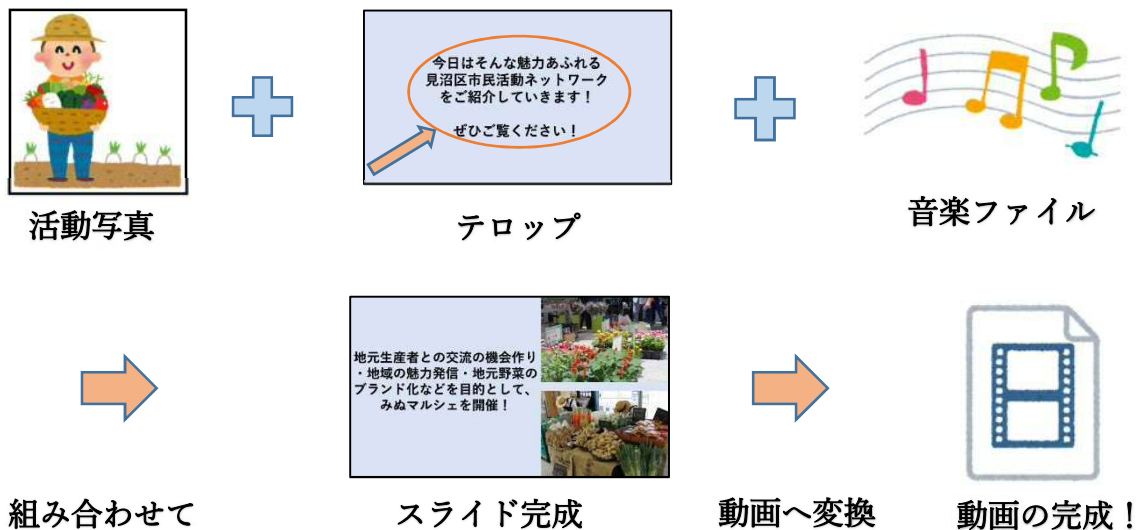 今日はそんな魅力あふれる
見沼区市民活動ネットワーク
をご紹介していきます！
ぜひご覧ください！
活動写真
テロップ
音楽ファイル
地元生産者との交流の機会作り
・地域の魅力発信・地元野菜の
ブランド化などを目的として、
みぬマルシェを開催！
組み合わせて
スライド完成
動画へ変換
動画の完成！